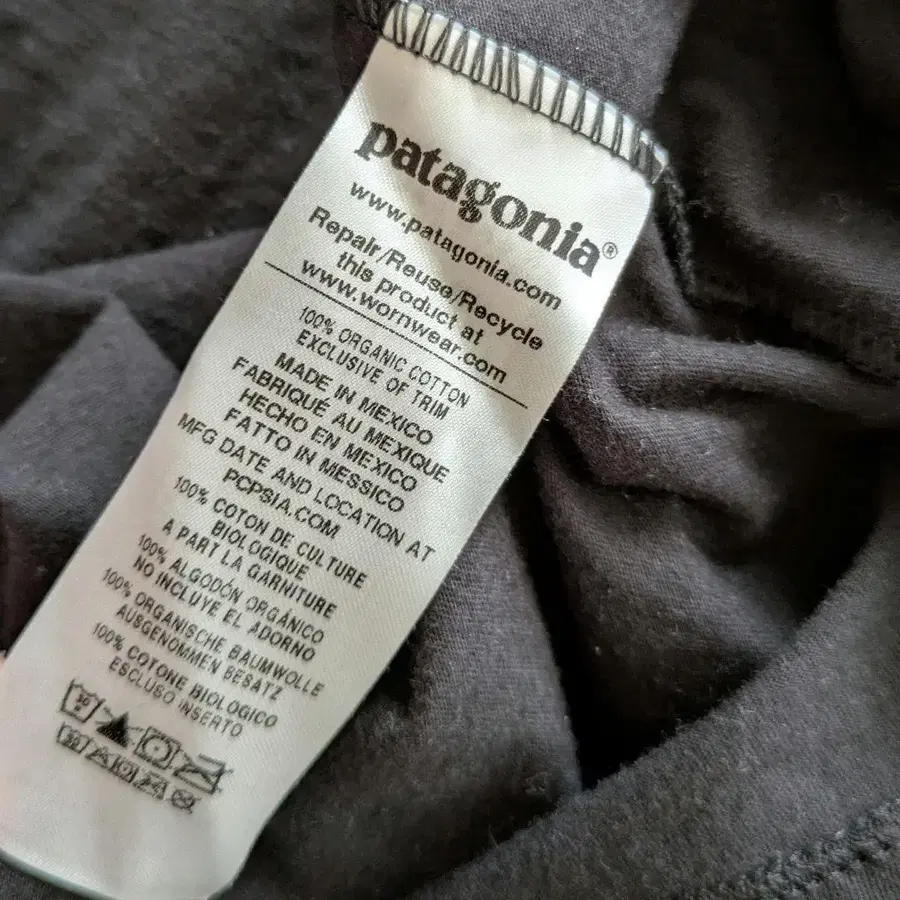 patagonia®
www.patagonia.com
Repair/Reuse/Recycle
this product at
www.wornwear.com
100% ORGANIC COTTON
EXCLUSIVE OF TRIM
MADE IN MEXICO
FABRIQUÉ AU MEXIQUE
HECHO EN MEXICO
FATTO IN MESSICO
MFG DATE AND LOCATION AT
PCPSIA.COM
100% COTON DE CULTURE
BIOLOGIQUE
A PART LA GARNITURE
100% ALGODÓN ORGÁNICO
NO INCLUYE EL ADORNO
100% ORGANISCHE BAUMWOLLE
AUSGENOMMEN BESATZ
100% COTONE BIOLOGICO
ESCLUSO INSERTO
30
30